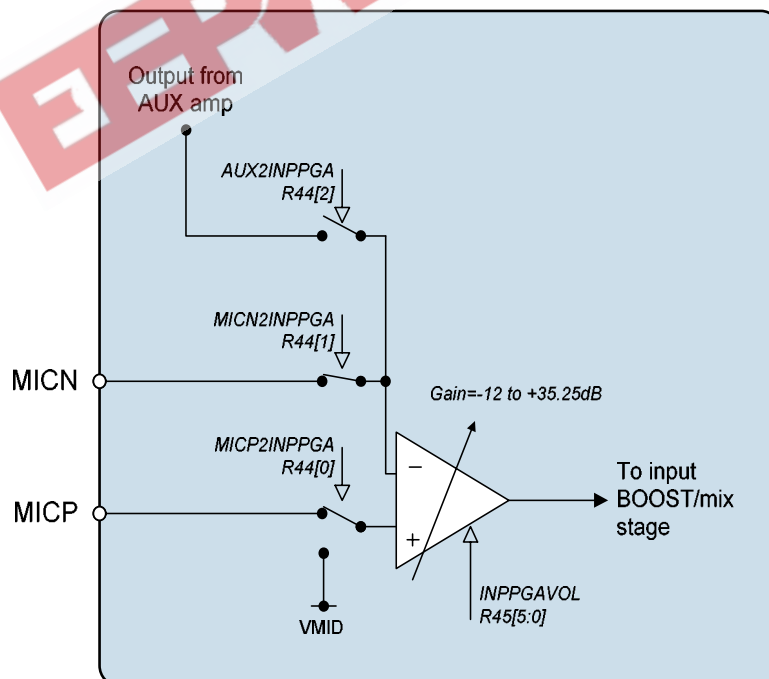 Output from
AUX amp
AUX2INPPGA
R44[2]
MICN2INPPGA
R44[1]
MICN
Gain=-12 to +35.25dB
MICP2INPPGA
R44[0]
MICP
−
+
To input
BOOST/mix
stage
VMID
INPPGAVOL
R45[5:0]